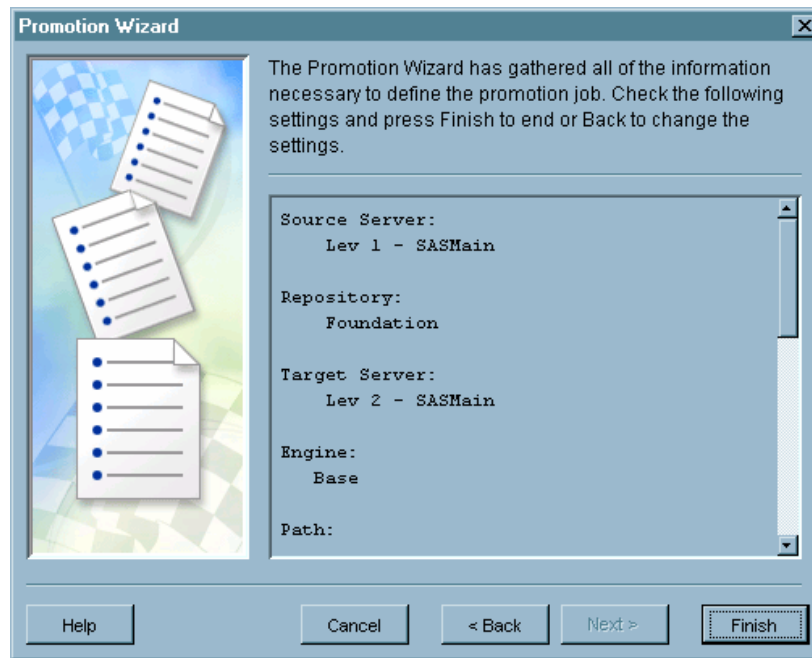 Promotion Wizard
The Promotion Wizard has gathered all of the information
necessary to define the promotion job. Check the following
settings and press Finish to end or Back to change the
settings.
Source Server:
Lev 1 - SASMain
Repository:
Foundation
Target Server:
Lev 2 - SASMain
Engine:
Base
Path:
Help
Cancel
< Back
Next >
Finish